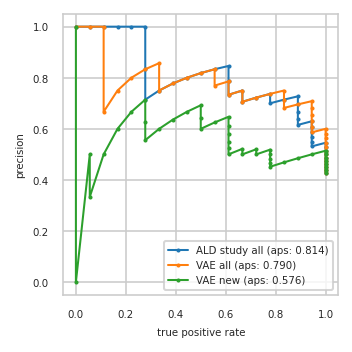 1.0
0.8
0.6
0.4
0.2
0.0
precision
0.0 0.2 0.4 0.6 0.8 1.0
true positive rate
ALD study all (aps: 0.814)
VAE all (aps: 0.790)
VAE new (aps: 0.576)